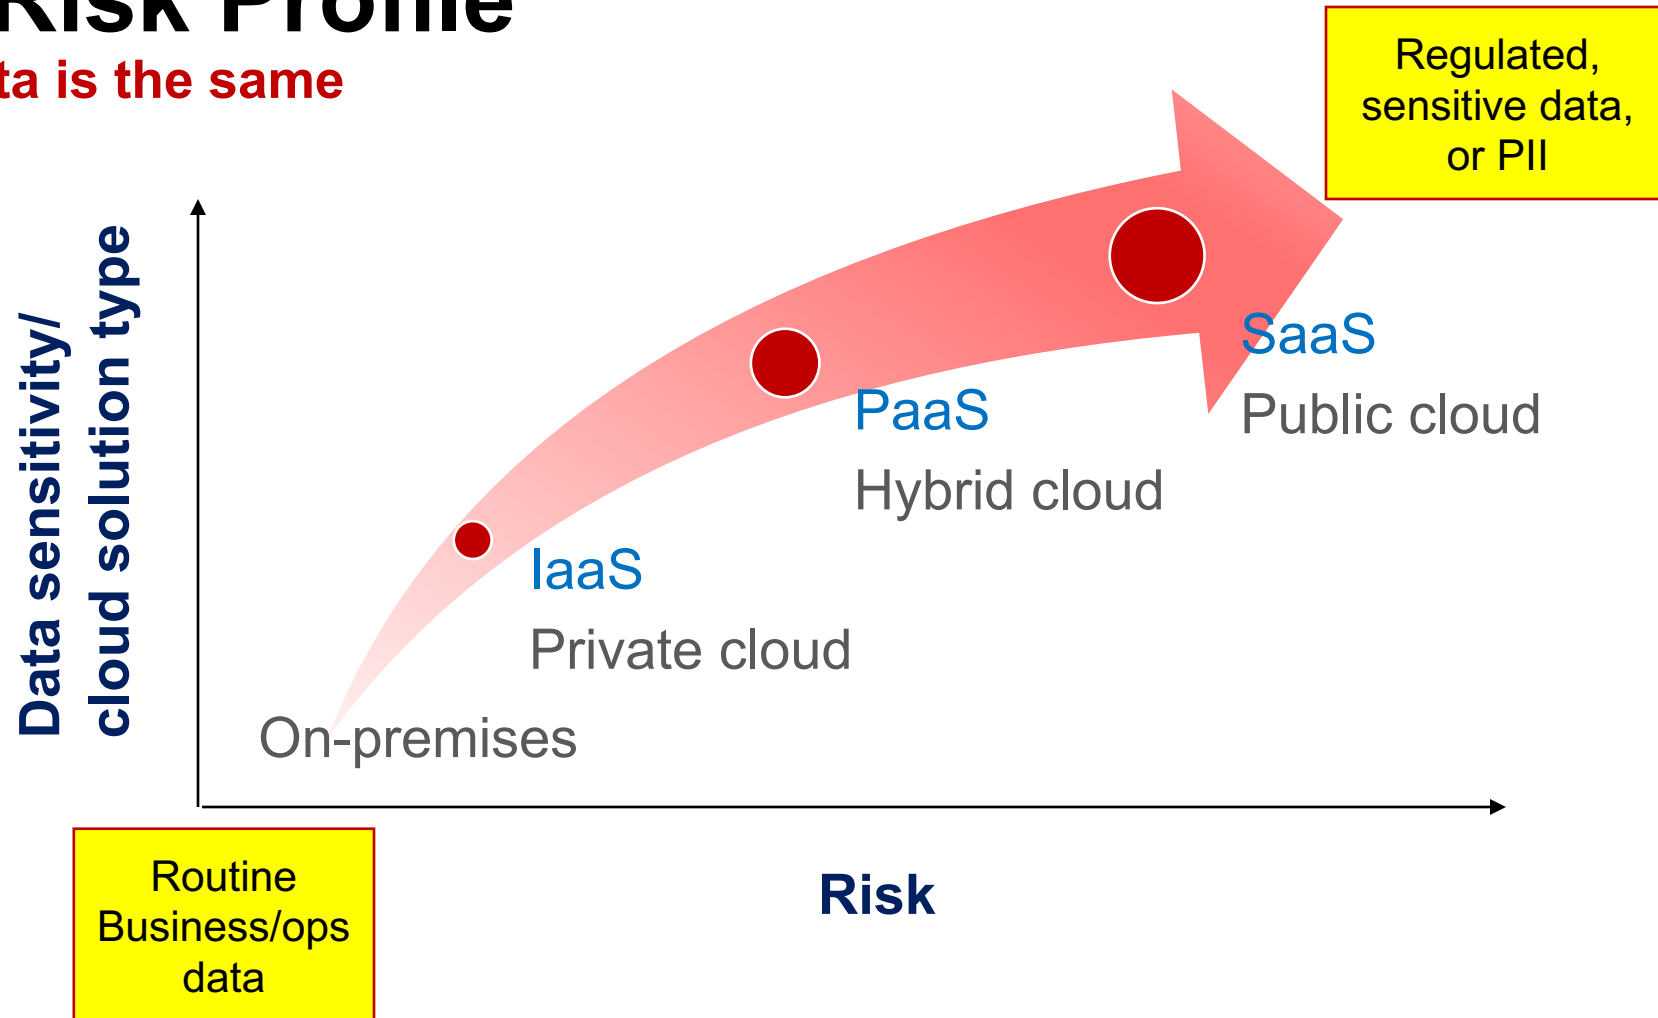 Risk Profile
ta is the same
Regulated,
sensitive data,
or PII
Data sensitivity/
cloud solution type
SaaS
Public cloud
PaaS
Hybrid cloud
IaaS
Private cloud
On-premises
Risk
Routine
Business/ops
data